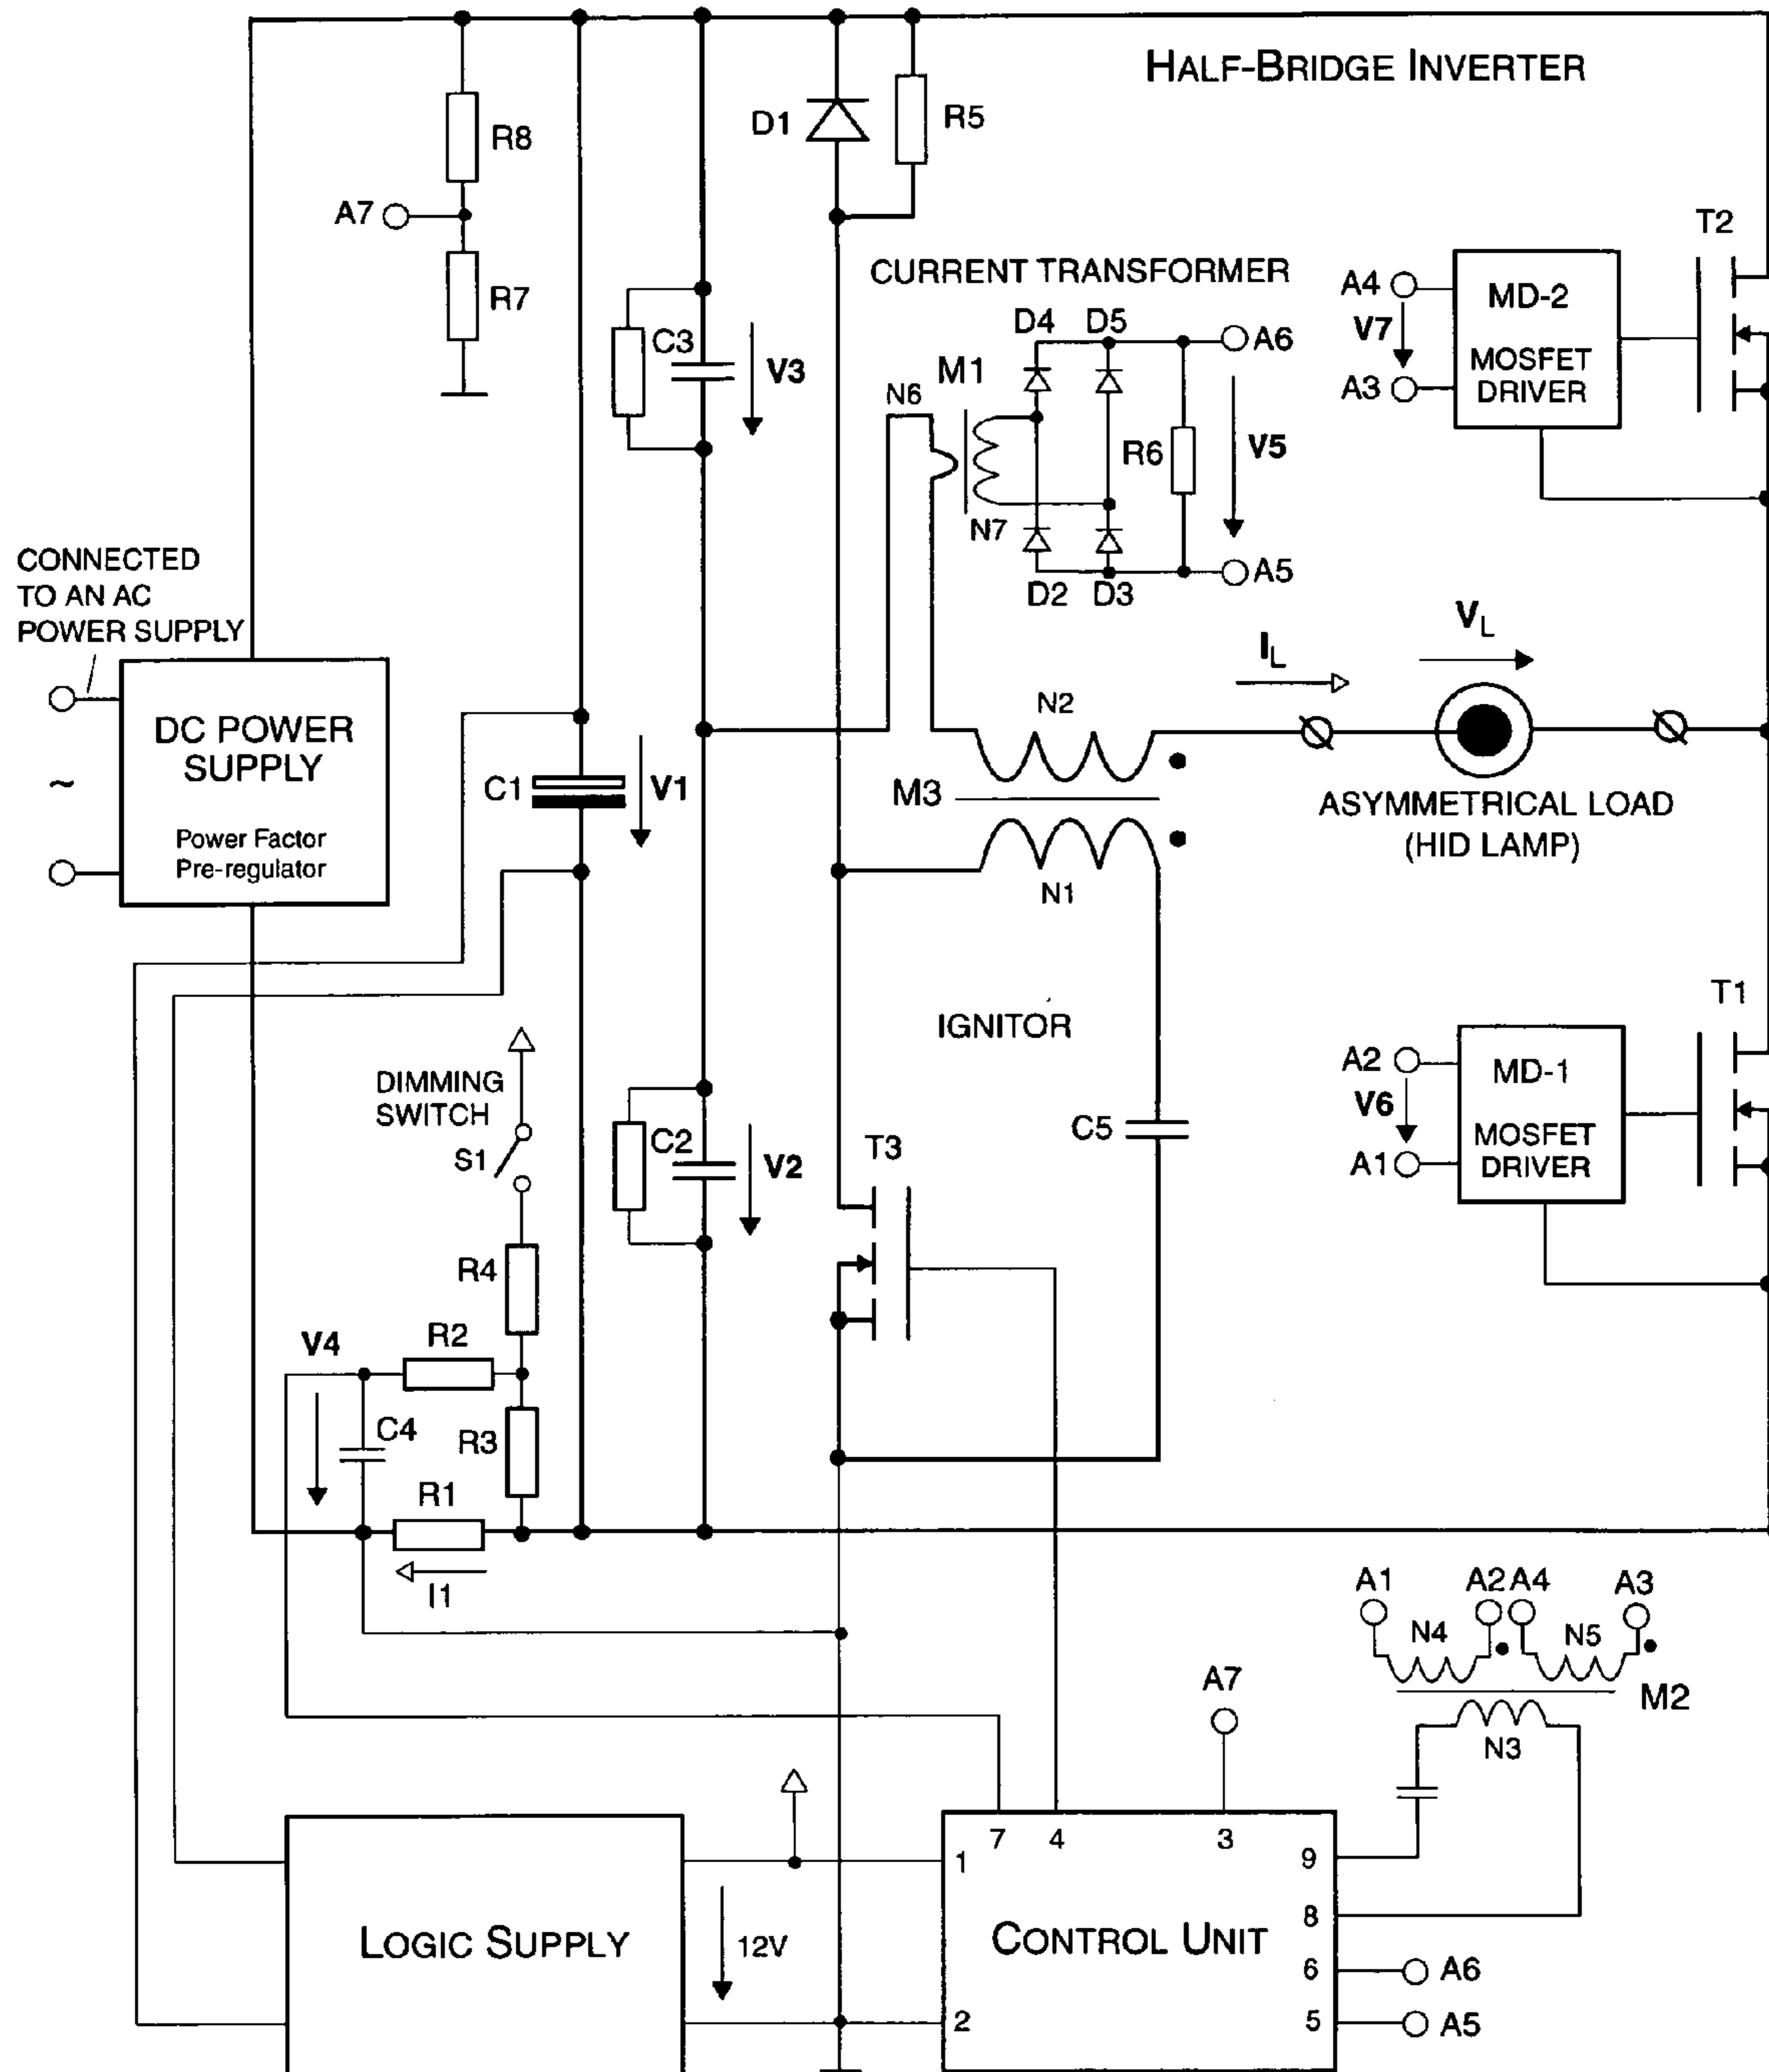 HALF-BRIDGE INVERTER
R8
D1
R5
A7
R7
T2
CURRENT TRANSFORMER
A4
MD-2
V7
MOSFET
DRIVER
A3
C3
V3
D4 D5
A6
M1
N6
R6
V5
N7
A5
D2 D3
CONNECTED
TO AN AC
POWER SUPPLY
VL
IL
DC POWER
SUPPLY
~
Power Factor
Pre-regulator
C1
V1
N2
M3
N1
ASYMMETRICAL LOAD
(HID LAMP)
IGNITOR
T1
A2
MD-1
V6
MOSFET
DRIVER
A1
DIMMING
SWITCH
S1
C2
V2
T3
C5
R4
V4
R2
C4
R3
R1
I1
A1 A2 A4 A3
N4 N5
M2
N3
A7
7 4 3
1
9
LOGIC SUPPLY
12V
CONTROL UNIT
8
6
A6
2
5
A5